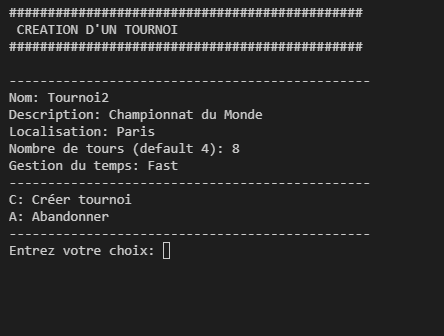 ##############################################
CREATION D'UN TOURNOI
##############################################
-----------------------------------------------
Nom: Tournoi2
Description: Championnat du Monde
Localisation: Paris
Nombre de tours (default 4): 8
Gestion du temps: Fast
-----------------------------------------------
C: Créer tournoi
A: Abandonner
-----------------------------------------------
Entrez votre choix: